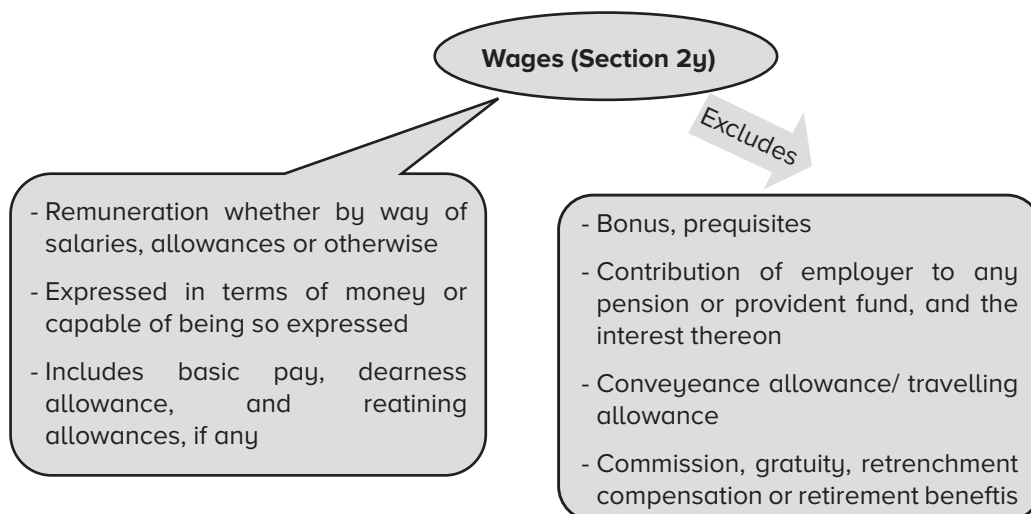 Wages (Section 2y)
Excludes
- Remuneration whether by way of
salaries, allowances or otherwise
- Expressed in terms of money or
capable of being so expressed
- Includes basic pay, dearness
allowance, and reatining
allowances, if any
- Bonus, prequisites
- Contribution of employer to any
pension or provident fund, and the
interest thereon
- Conveyeance allowance/ travelling
allowance
- Commission, gratuity, retrenchment
compensation or retirement beneftis